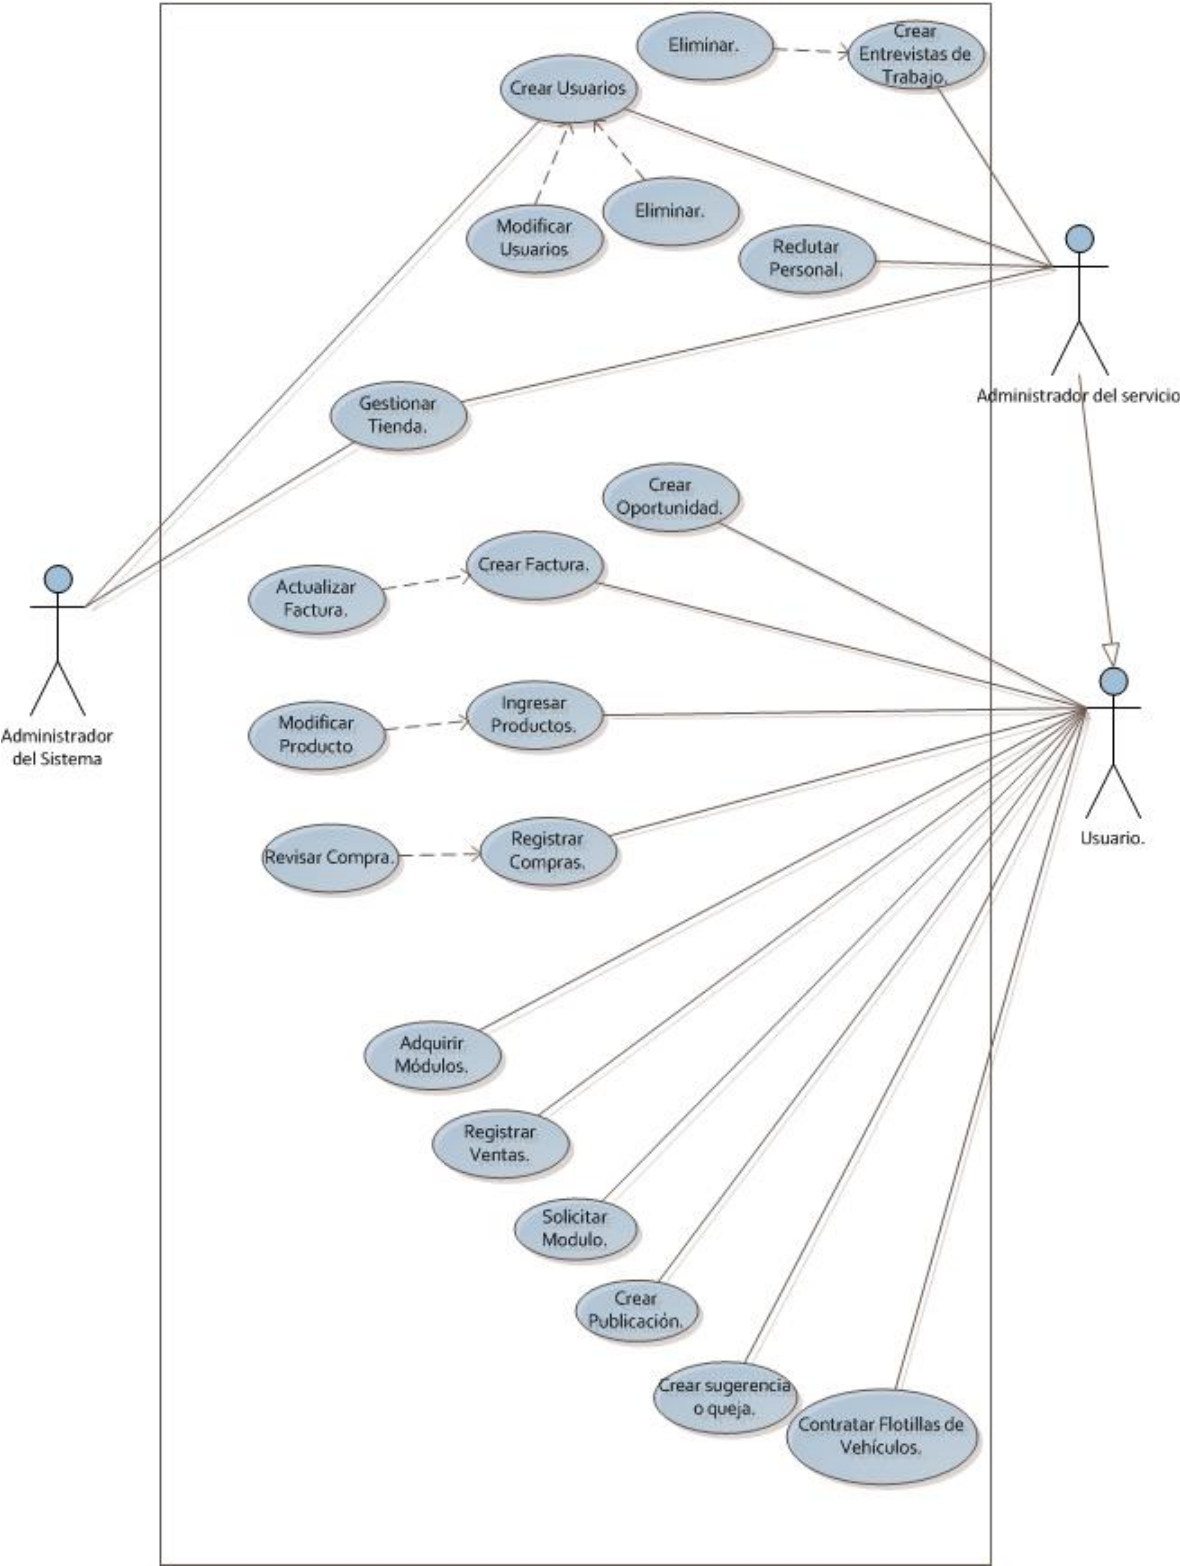 Eliminar.
Crear
Entrevistas de
Trabajo.
Crear Usuarios
Modificar
Usuarios
Eliminar.
Reclutar
Personal.
Administrador del servicio
Gestionar
Tienda.
Crear
Oportunidad.
Crear Factura.
Actualizar
Factura.
Administrador
del Sistema
Ingresar
Productos.
Modificar
Producto
Usuario.
Registrar
Compras.
Revisar Compra.
Adquirir
Módulos.
Registrar
Ventas.
Solicitar
Modulo.
Crear
Publicación.
Crear sugerencia
o queja.
Contratar Flotillas de
Vehículos.